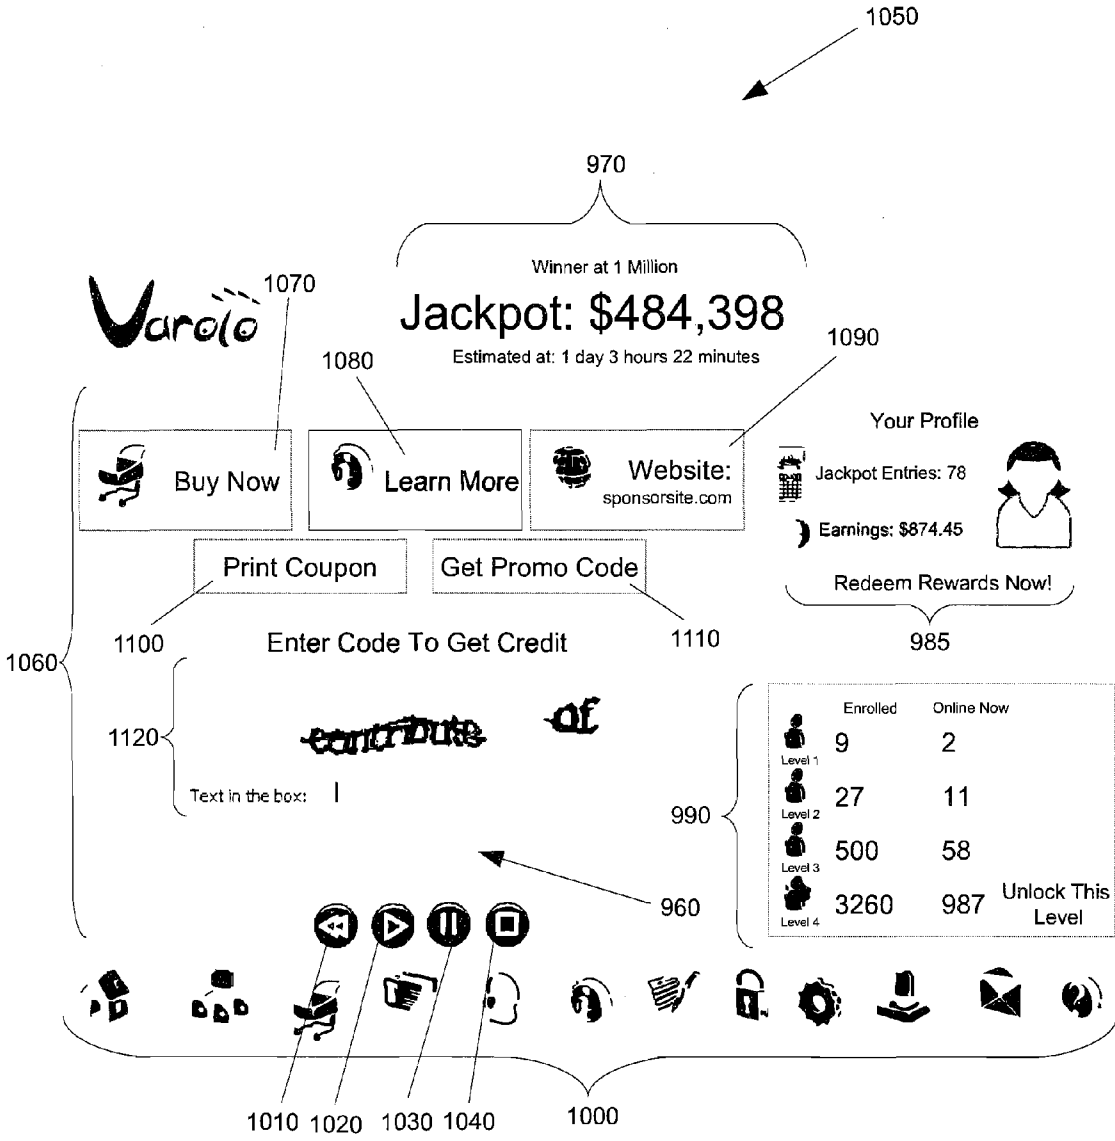 1050
970
Winner at 1 Million
Varolo
1070
Jackpot: $484,398
1080
Estimated at: 1 day 3 hours 22 minutes
1090
Your Profile
Buy Now
Learn More
Website:
sponsorsite.com
Jackpot Entries: 78
Earnings: $874.45
Print Coupon
Get Promo Code
Redeem Rewards Now!
1100
Enter Code To Get Credit
1110
985
1060
1120
contribute of
Text in the box:
Enrolled Online Now
Level 1 9 2
Level 2 27 11
990
Level 3 500 58
Level 4 3260 987 Unlock This
Level
960
1010 1020 1030 1040
1000